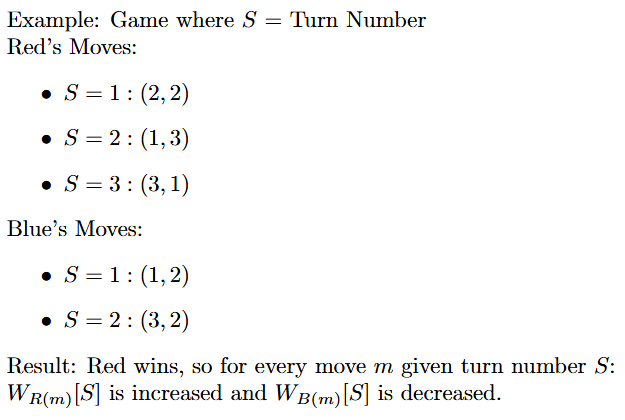 Example: Game where S = Turn Number
Red's Moves:
• S = 1 : (2, 2)
• S = 2 : (1, 3)
• S = 3 : (3, 1)
Blue's Moves:
• S = 1 : (1, 2)
• S = 2 : (3, 2)
Result: Red wins, so for every move m given turn number S:
W_{R(m)}[S] is increased and W_{B(m)}[S] is decreased.